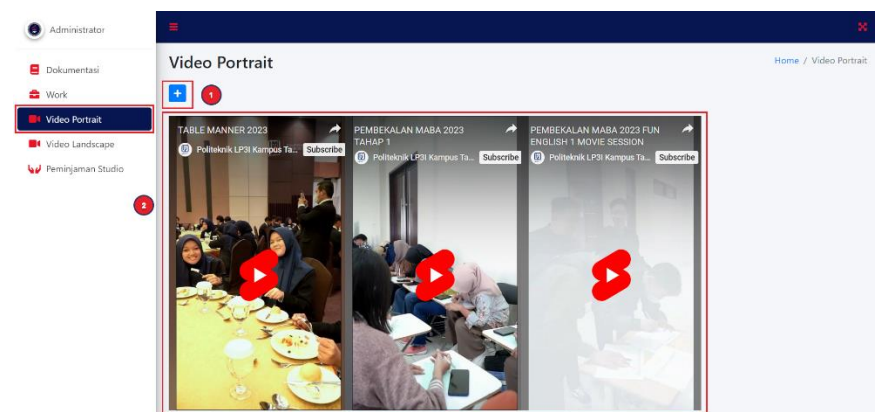 Administrator
Dokumentasi
Work
Video Portrait
Video Landscape
Peminjaman Studio
2
Video Portrait
Home / Video Portrait
+
1
TABLE MANNER 2023
Politeknik LP3I Kampus Ta...
Subscribe
PEMBEKALAN MABA 2023
TAHAP 1
Politeknik LP3I Kampus Ta...
Subscribe
PEMBEKALAN MABA 2023 FUN
ENGLISH 1 MOVIE SESSION
Politeknik LP3I Kampus Ta...
Subscribe